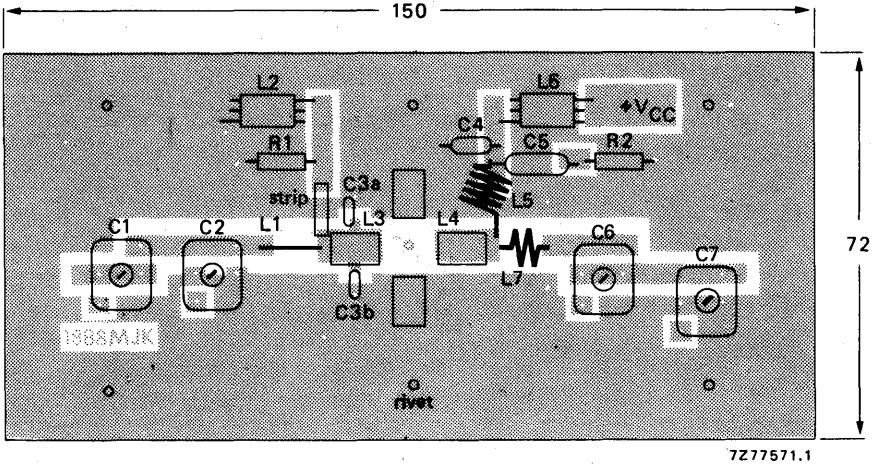 150
L2
L6
+VCC
C4
R1
C5
R2
strip
C3a
L5
C1
C2
L1
L3
L4
C6
72
C7
L7
C3b
1388MJK
rivet
7Z77571.1